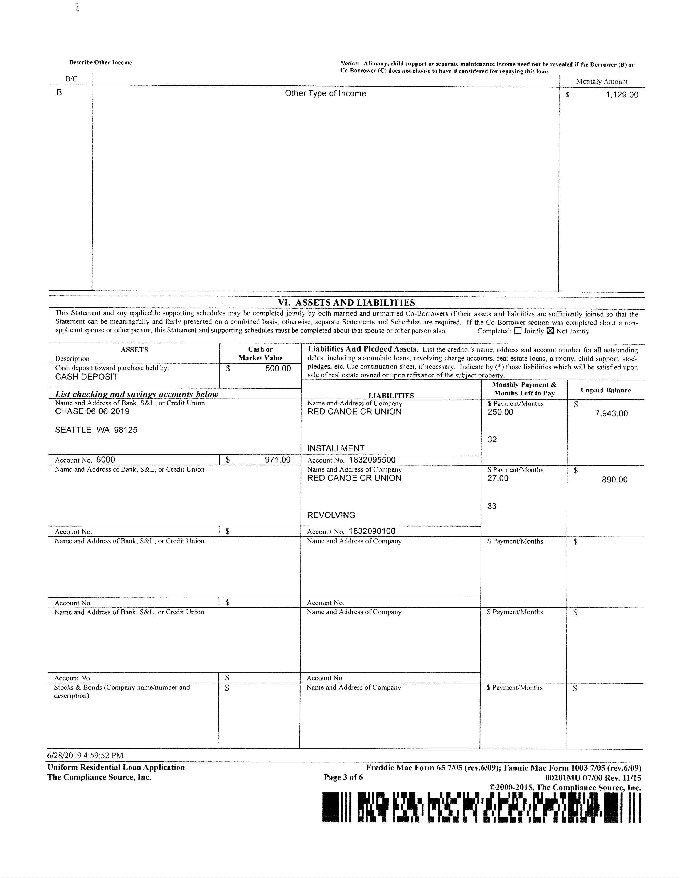 Describe Other Income
Notice: Alimony, child support or separate maintenance income need not be revealed if the Borrower (B) or
Co-Borrower (C) does not choose to have it considered for repaying this loan.
B/C
Monthly Amount
B
Other Type of Income
$ 1,129.00
VI. ASSETS AND LIABILITIES
This Statement and any applicable supporting schedules may be completed jointly by both married and unmarried Co-Borrowers if their assets and liabilities are sufficiently joined so that the
Statement can be meaningfully and fairly presented on a combined basis; otherwise, separate Statements and Schedules are required. If the Co-Borrower section was completed about a non-
applicant spouse or other person, this Statement and supporting schedules must be completed about that spouse or other person also. Completed: ☐ Jointly ☒ Not Jointly
ASSETS
Description
Cash or
Market Value
Cash deposit toward purchase held by:
CASH DEPOSIT
$ 500.00
Liabilities And Pledged Assets. List the creditor's name, address and account number for all outstanding
debts, including automobile loans, revolving charge accounts, real estate loans, alimony, child support, stock
pledges, etc. Use continuation sheet, if necessary. Indicate by (*) those liabilities which will be satisfied upon
sale of real estate owned or upon refinance of the subject property.
List checking and savings accounts below
LIABILITIES
Monthly Payment &
Months Left to Pay
Unpaid Balance
Name and Address of Bank, S&L, or Credit Union
CHASE 06-06-2019
SEATTLE, WA 98125
Name and Address of Company
RED CANOE CR UNION
INSTALLMENT
$ Payment/Months
250.00
32
$
7,943.00
Account No. 6000
$ 971.00
Account No. 1832095500
Name and Address of Bank, S&L, or Credit Union
Name and Address of Company
RED CANOE CR UNION
REVOLVING
$ Payment/Months
27.00
33
$
890.00
Account No.
$
Account No. 1832090100
Name and Address of Bank, S&L, or Credit Union
Name and Address of Company
$ Payment/Months
$
Account No.
$
Account No.
Name and Address of Bank, S&L, or Credit Union
Name and Address of Company
$ Payment/Months
$
Account No.
$
Account No.
Stocks & Bonds (Company name/number and
description)
$
Name and Address of Company
$ Payment/Months
$
6/28/2019 4:59:52 PM
Uniform Residential Loan Application
The Compliance Source, Inc.
Page 3 of 6
Freddie Mac Form 65 7/05 (rev.6/09); Fannie Mae Form 1003 7/05 (rev.6/09)
00201MU 07/00 Rev. 11/15
©2000-2015, The Compliance Source, Inc.